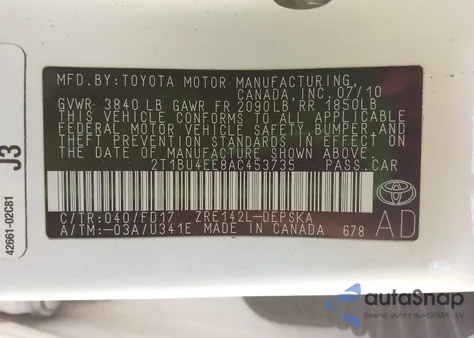 MFD.BY:TOYOTA MOTOR MANUFACTURING,
CANADA, INC. 07/10
GVWR 3840 LB GAWR FR 2090LB RR 1850LB
THIS VEHICLE CONFORMS TO ALL APPLICABLE
FEDERAL MOTOR VEHICLE SAFETY, BUMPER AND
THEFT PREVENTION STANDARDS IN EFFECT ON
THE DATE OF MANUFACTURE SHOWN ABOVE.
2T1BU4EE8AC453735 PASS.CAR
C/TR:040/FD17 ZRE142L-DEPSKA
A/TM:-03A/U341E MADE IN CANADA 678
AD
J3
42661-02C81
autoSnap